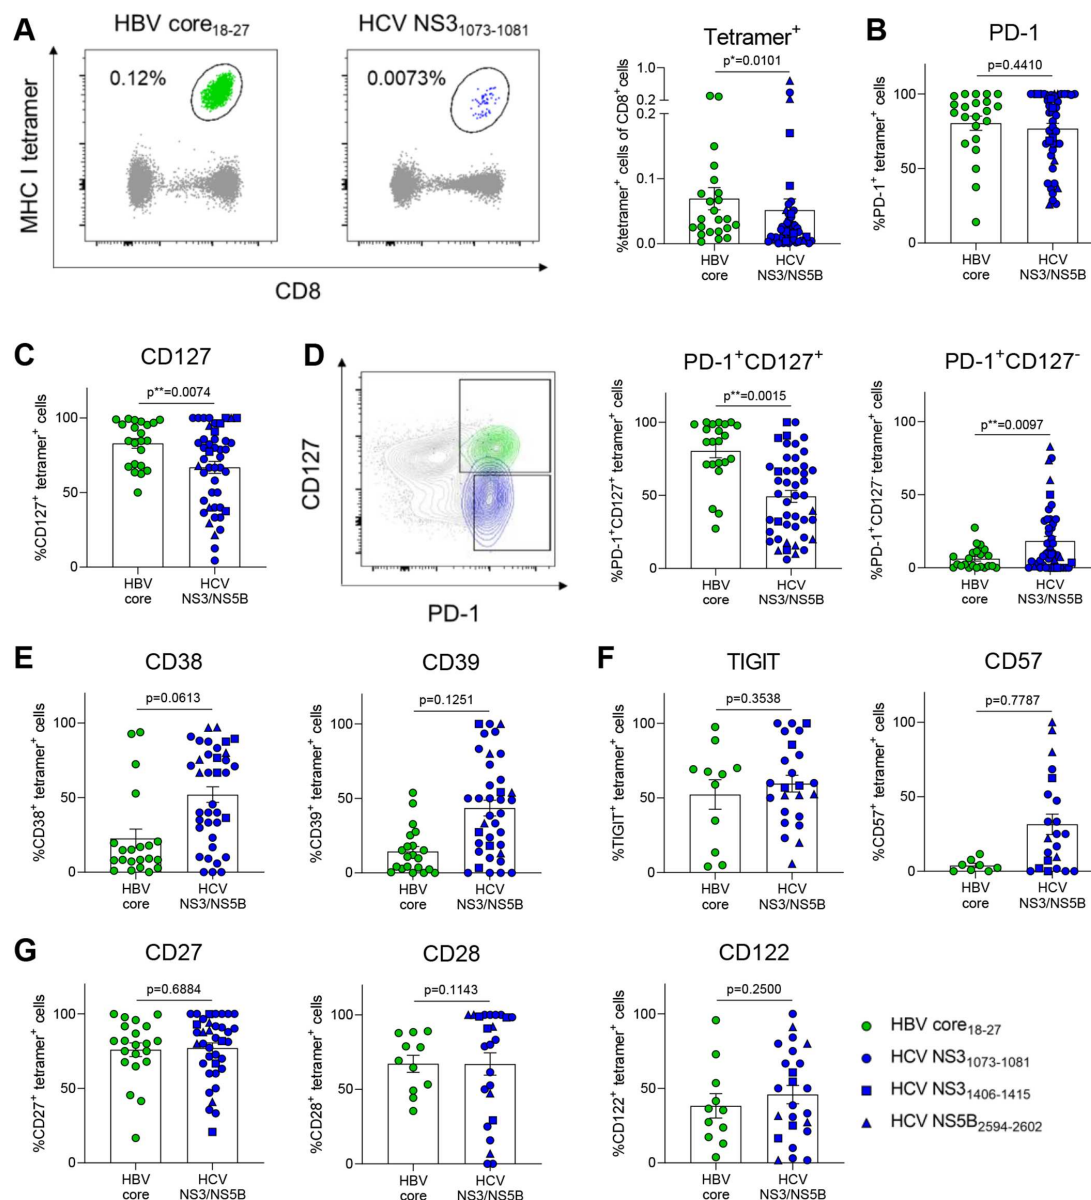 A
HBV core18-27
HCV NS31073-1081
0.12%
0.0073%
MHC I tetramer
CD8
Tetramer+
p*=0.0101
%tetramer+ cells of CD8+ cells
1.0
0.2
0.2
0.1
0.0
HBV core
HCV NS3/NS5B
B
PD-1
p=0.4410
%PD-1+ tetramer+ cells
100
50
0
HBV core
HCV NS3/NS5B
C
CD127
p**=0.0074
%CD127+ tetramer+ cells
100
50
0
HBV core
HCV NS3/NS5B
D
CD127
PD-1
PD-1+CD127+
p**=0.0015
%PD-1+CD127+ tetramer+ cells
100
50
0
HBV core
HCV NS3/NS5B
PD-1+CD127-
p**=0.0097
%PD-1+CD127- tetramer+ cells
100
50
0
HBV core
HCV NS3/NS5B
E
CD38
p=0.0613
%CD38+ tetramer+ cells
100
50
0
HBV core
HCV NS3/NS5B
CD39
p=0.1251
%CD39+ tetramer+ cells
100
50
0
HBV core
HCV NS3/NS5B
F
TIGIT
p=0.3538
%TIGIT+ tetramer+ cells
100
50
0
HBV core
HCV NS3/NS5B
CD57
p=0.7787
%CD57+ tetramer+ cells
100
50
0
HBV core
HCV NS3/NS5B
G
CD27
p=0.6884
%CD27+ tetramer+ cells
100
50
0
HBV core
HCV NS3/NS5B
CD28
p=0.1143
%CD28+ tetramer+ cells
100
50
0
HBV core
HCV NS3/NS5B
CD122
p=0.2500
%CD122+ tetramer+ cells
100
50
0
HBV core
HCV NS3/NS5B
HBV core18-27
HCV NS31073-1081
HCV NS31406-1415
HCV NS5B2594-2602